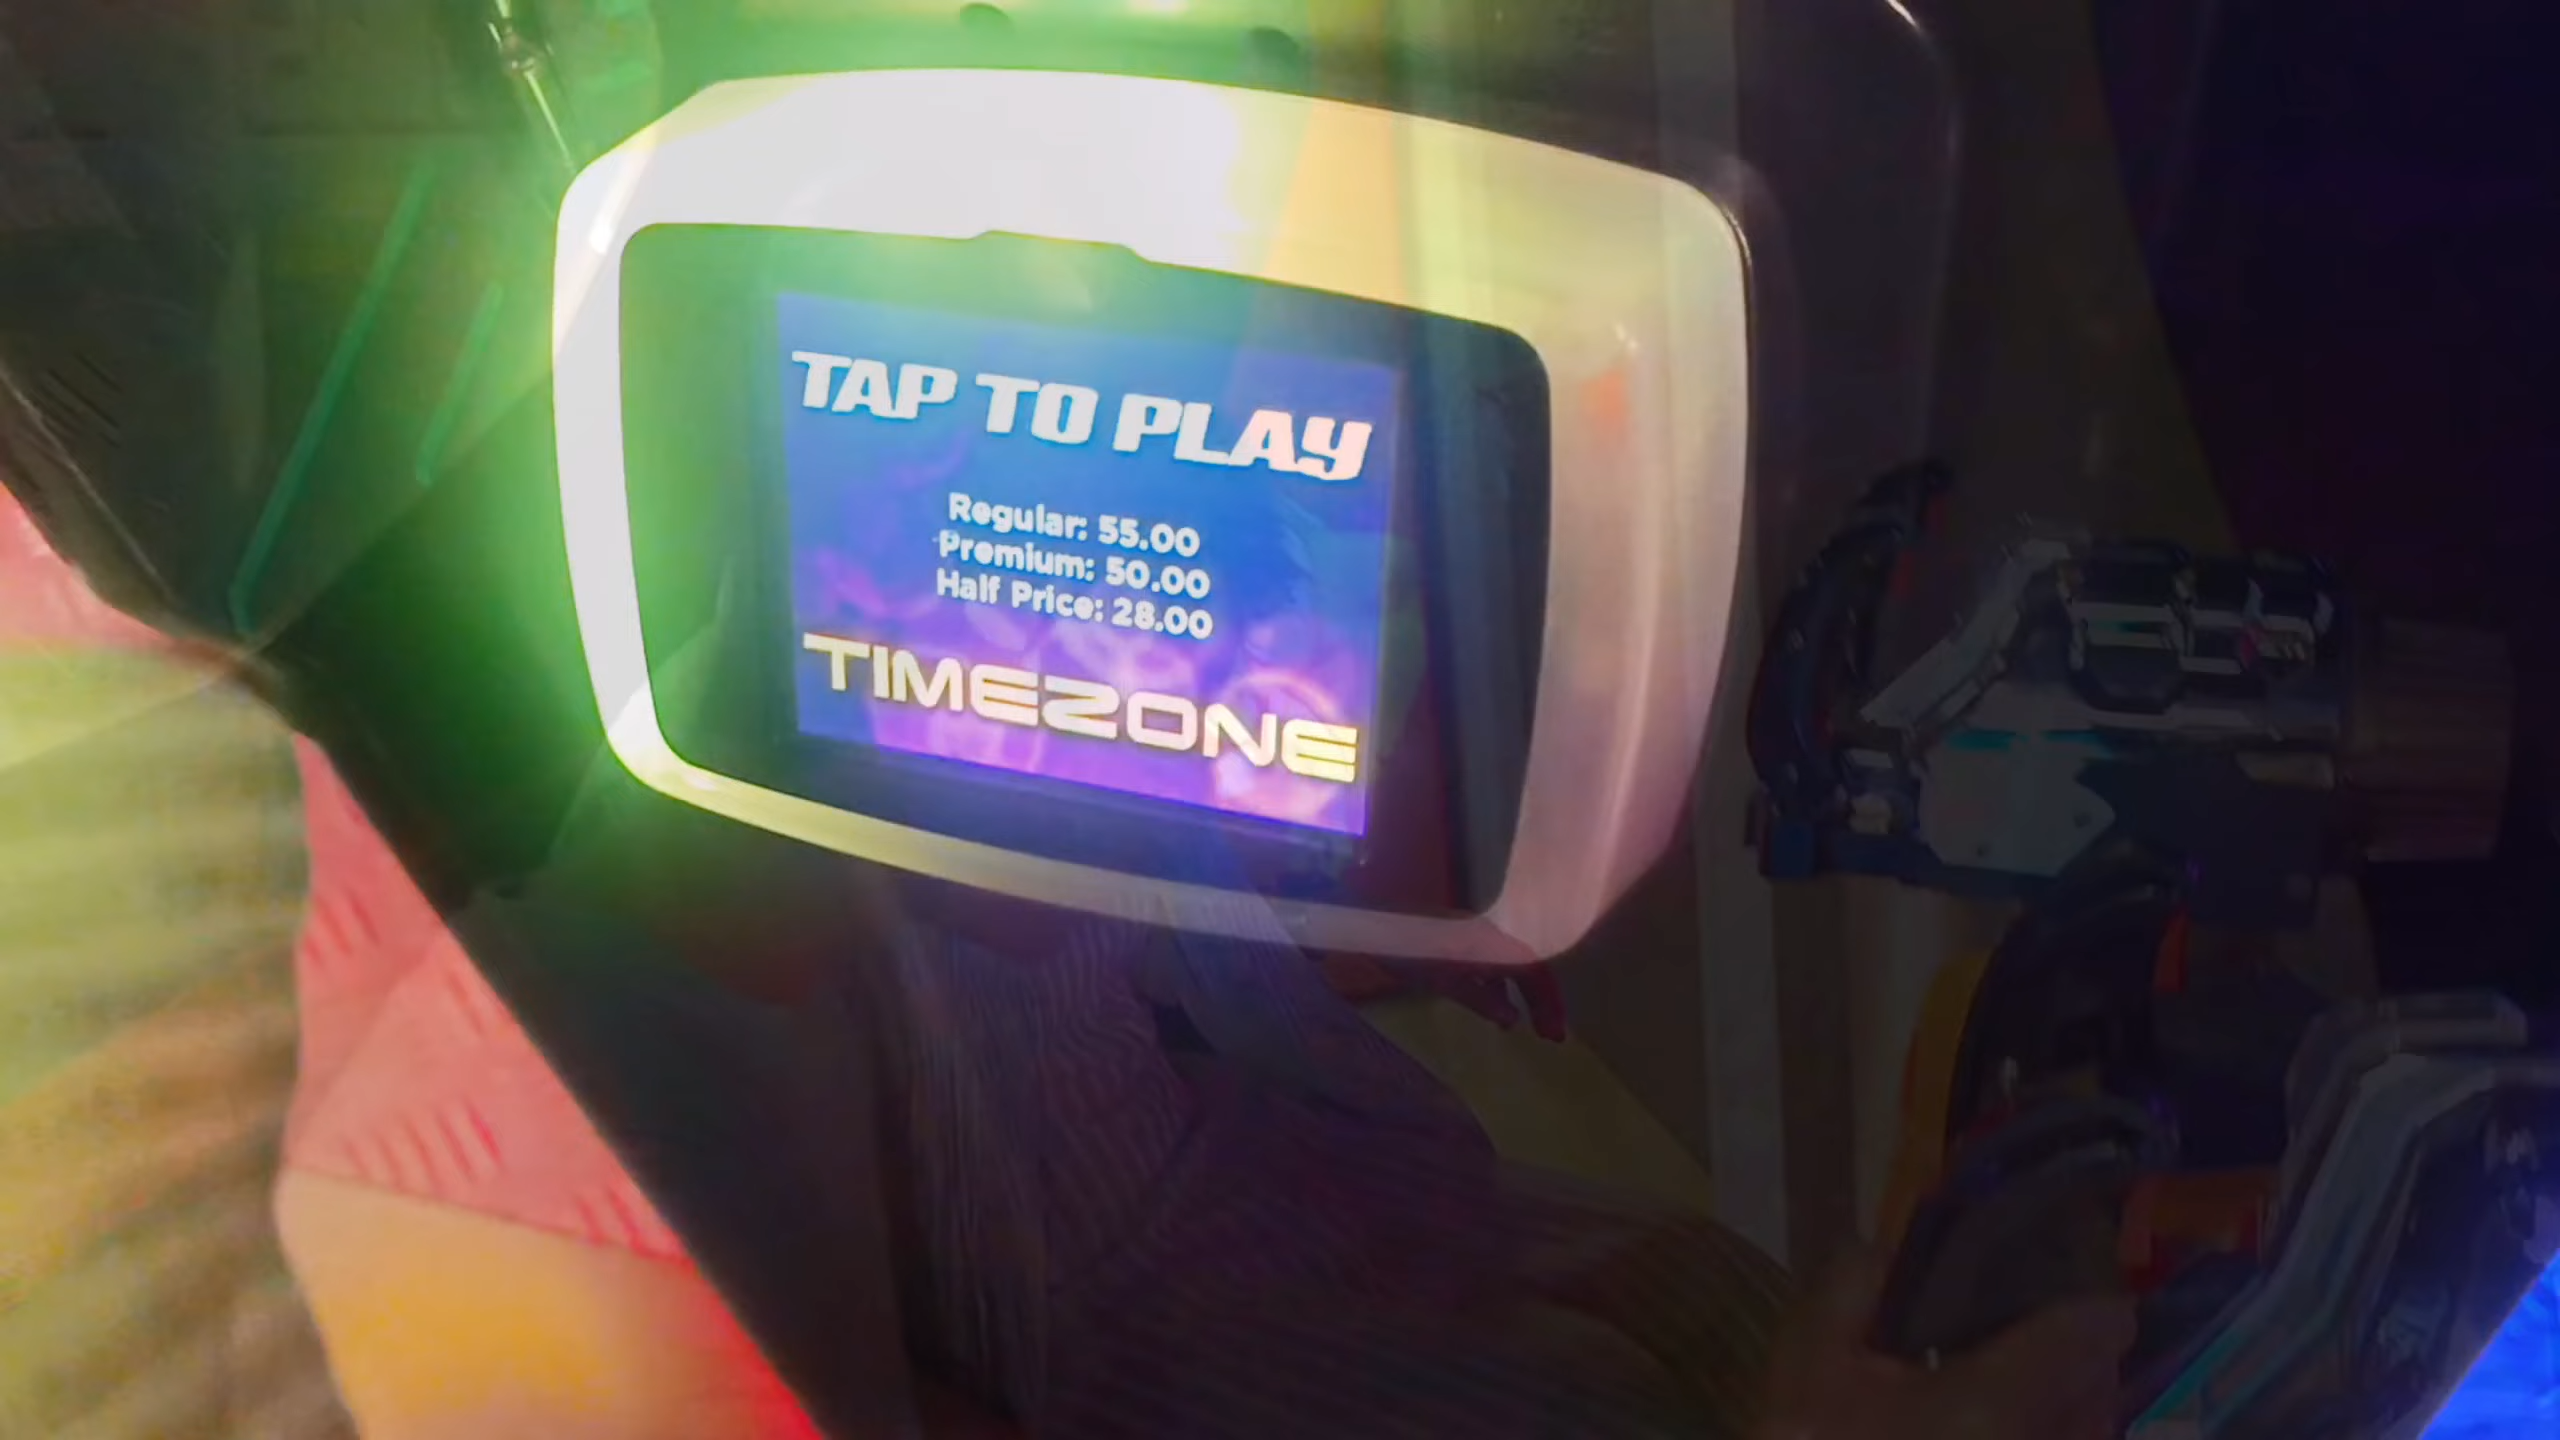 TAP TO PLAY
Regular: 55.00
Premium: 50.00
Half Price: 28.00
TIMEZONE